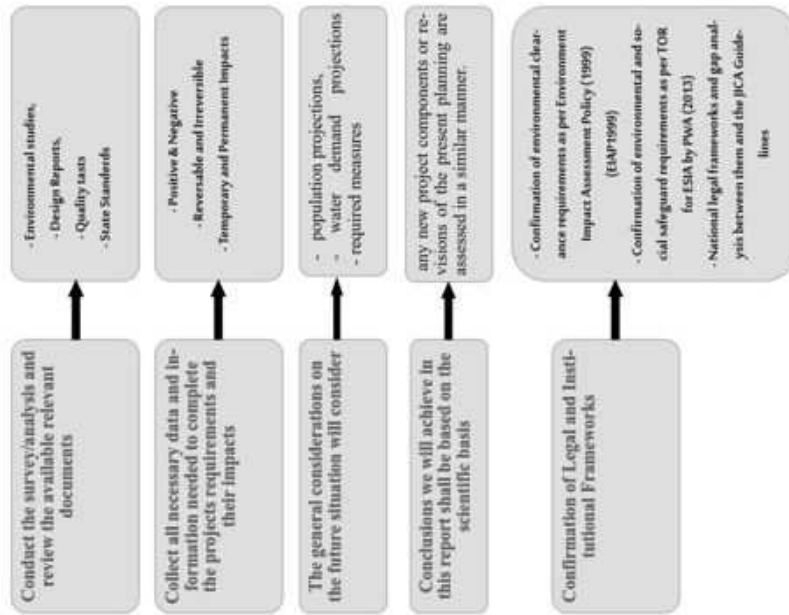 Conduct the survey/analysis and
review the available relevant
documents
- Environmental studies,
- Design Reports,
- Quality tasts
- State Standerds
Collect all necessary data and in-
formation needed to complete
the projects requirements and
their impacts
- Positive & Negative
- Reversable and Irreversible
- Temporary and Permanent Impacts
The general considerations on
the future situation will consider
- population projections,
- water demand projections
- required measures
Conclusions we will achieve in
this report shall be based on the
scientific basis
any new project components or re-
visions of the present planning are
assessed in a similar manner.
Confirmation of Legal and Insti-
tutional Frameworks
- Confirmation of environmental clear-
ance requirements as per Environment
Impact Assessment Policy (1999)
(EIAP1999)
- Confirmation of environmental and so-
cial safeguard requirements as per TOR
for ESIA by PWA (2013)
- National legal frameworks and gap anal-
ysis between them and the JICA Guide-
lines